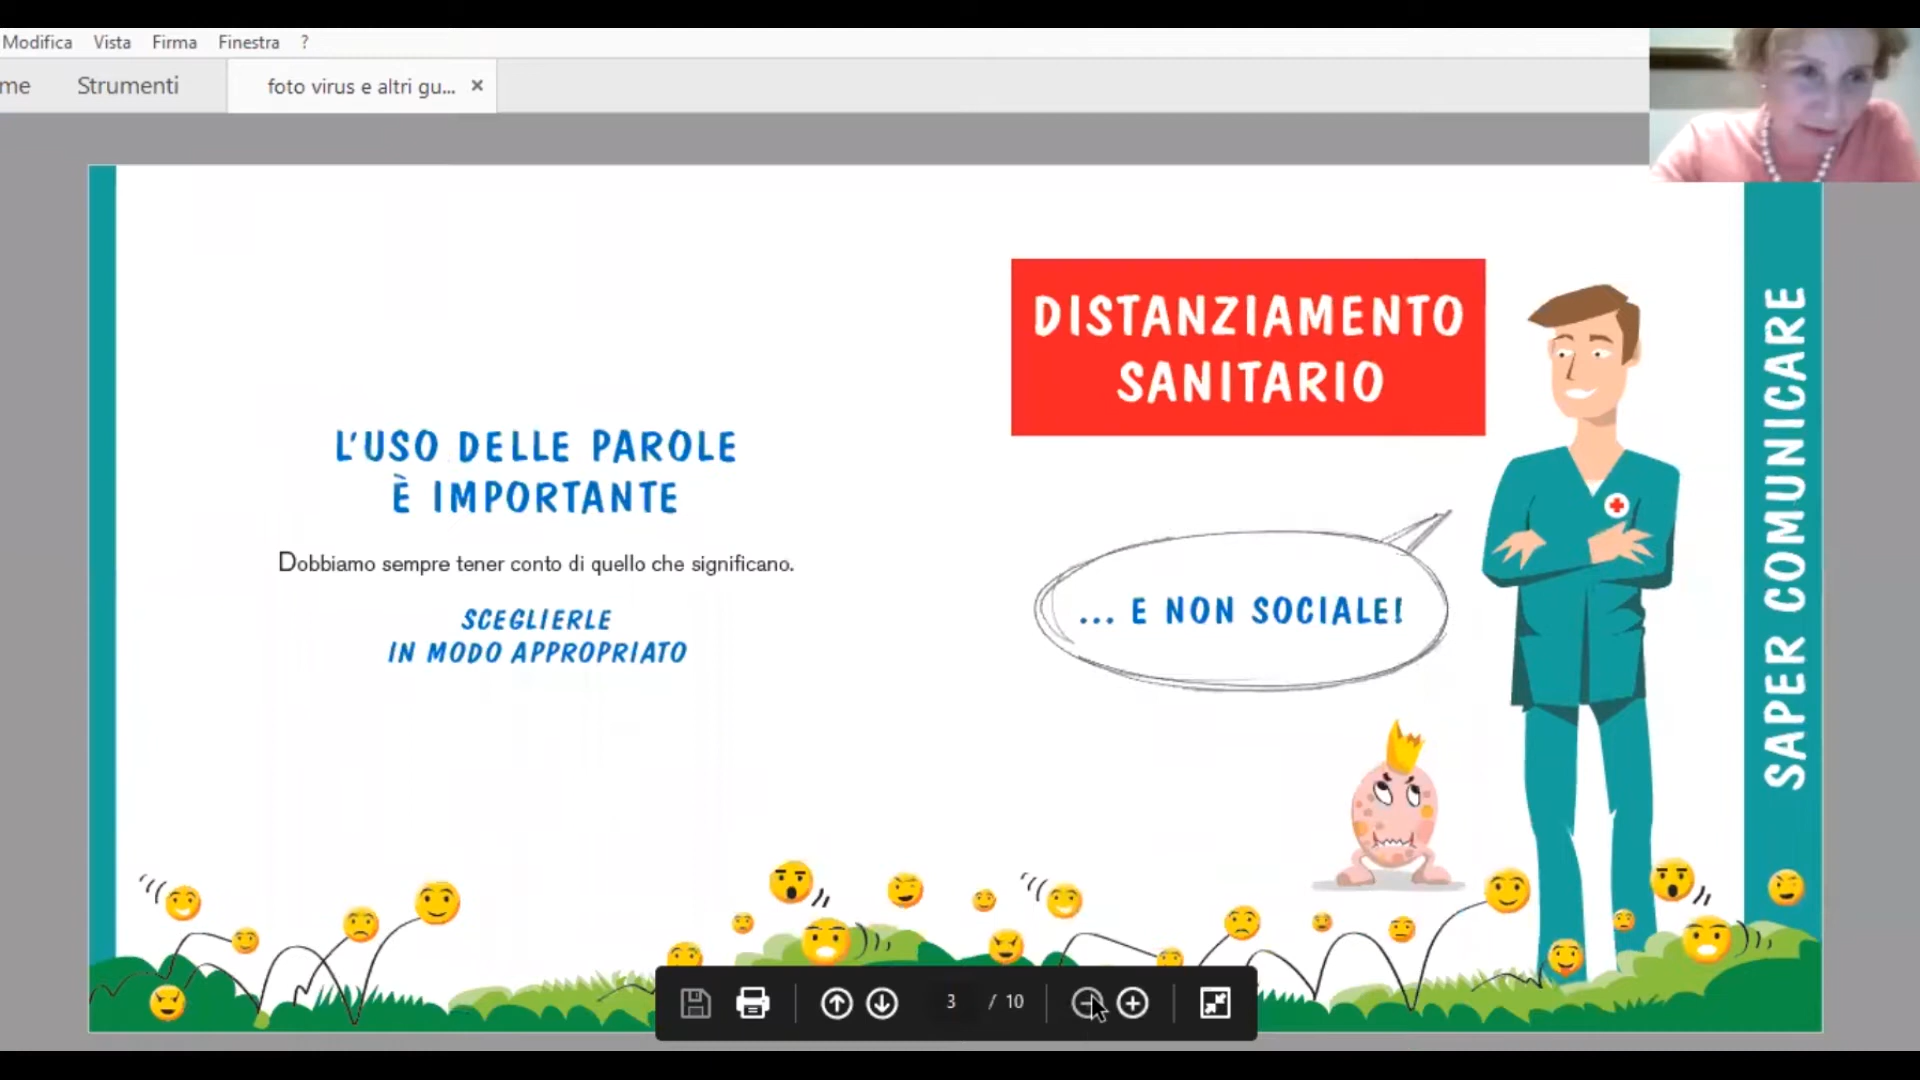 Modifica Vista Firma Finestra ?
me Strumenti foto virus e altri gu... ×
L'USO DELLE PAROLE
È IMPORTANTE
Dobbiamo sempre tener conto di quello che significano.
SCEGLIERLE
IN MODO APPROPRIATO
DISTANZIAMENTO
SANITARIO
... E NON SOCIALE!
SAPER COMUNICARE
3 / 10